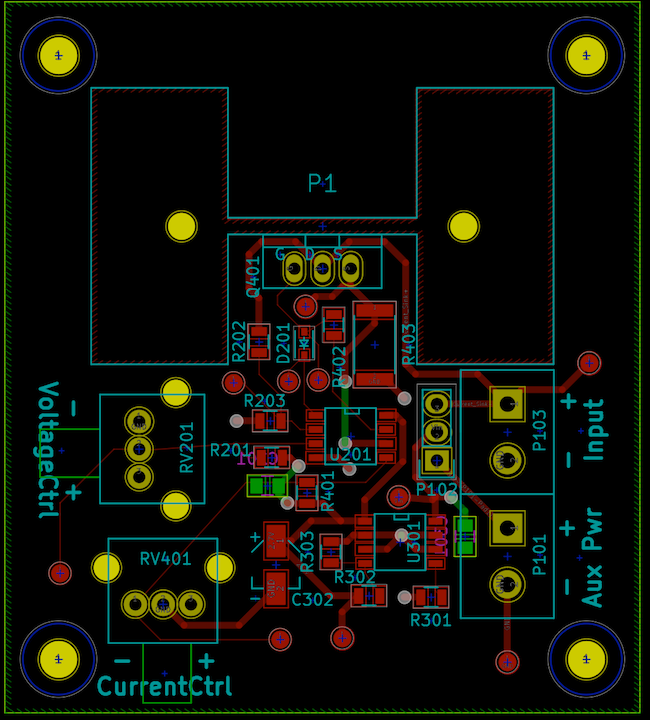 P1
G D S
Q401
R202
D201
R402
R403
R203
R201
U201
R401
P102
P103
+
-
Input
VoltageCtrl
-
+
RV201
RV401
R303
R302
C302
+
-
U301
R301
P101
+
-
Aux Pwr
-
+
CurrentCtrl